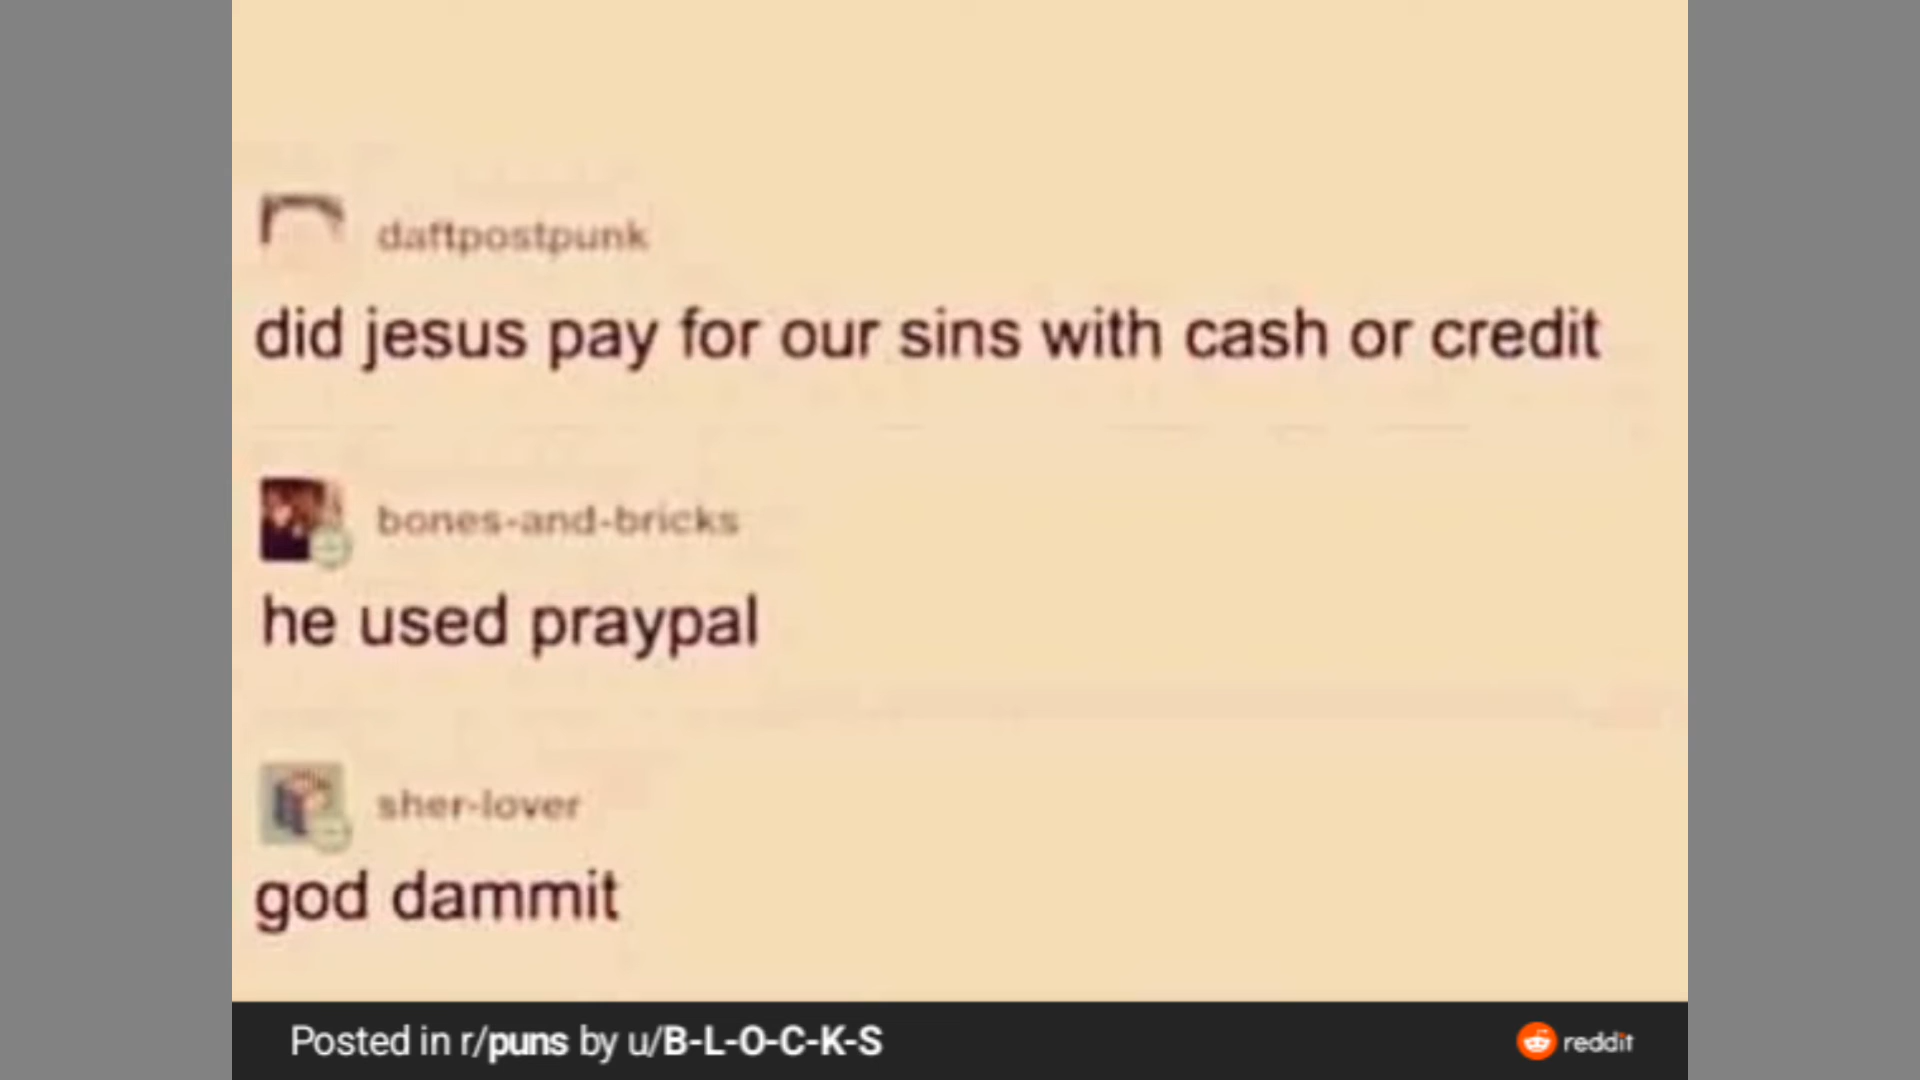 daftpostpunk
did jesus pay for our sins with cash or credit
bones-and-bricks
he used praypal
sher-lover
god dammit
Posted in r/puns by u/B-L-O-C-K-S
reddit